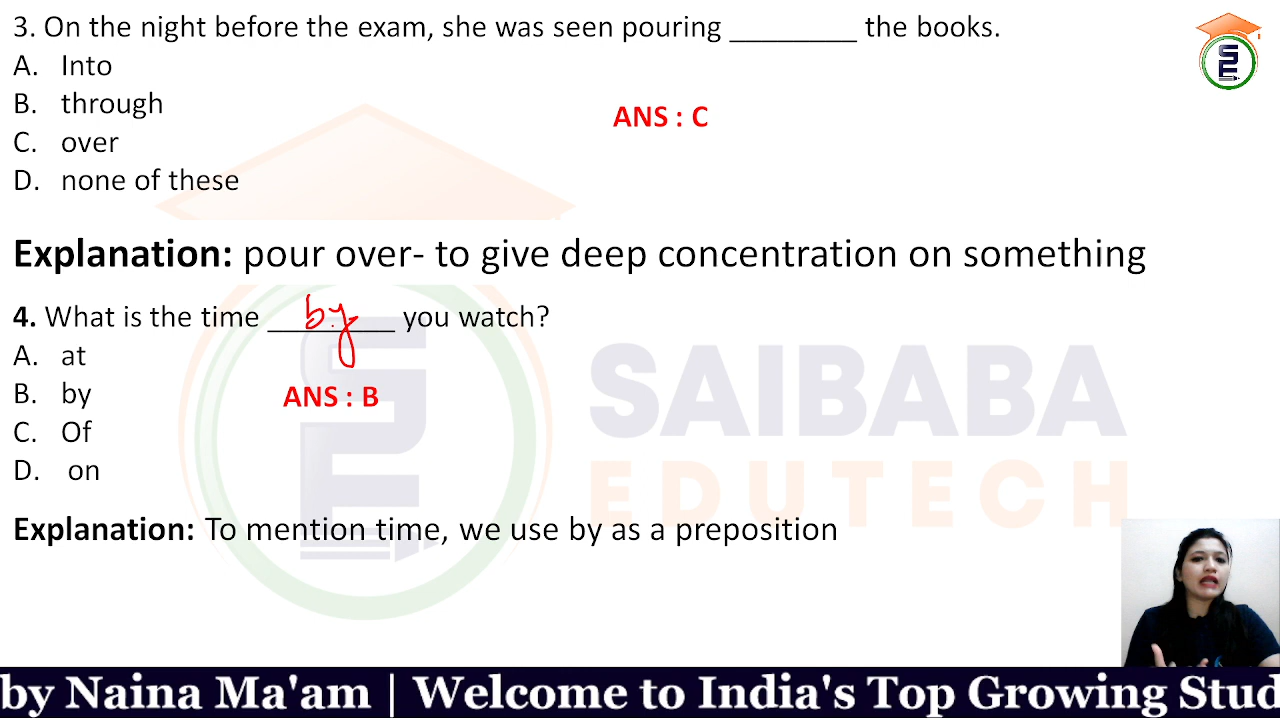 3. On the night before the exam, she was seen pouring ________ the books.
A. Into
B. through
ANS : C
C. over
D. none of these
Explanation: pour over- to give deep concentration on something
4. What is the time by you watch?
A. at
B. by
ANS : B
C. Of
D. on
SAIBABA
EDUTECH
Explanation: To mention time, we use by as a preposition
by Naina Ma'am | Welcome to India's Top Growing Stud